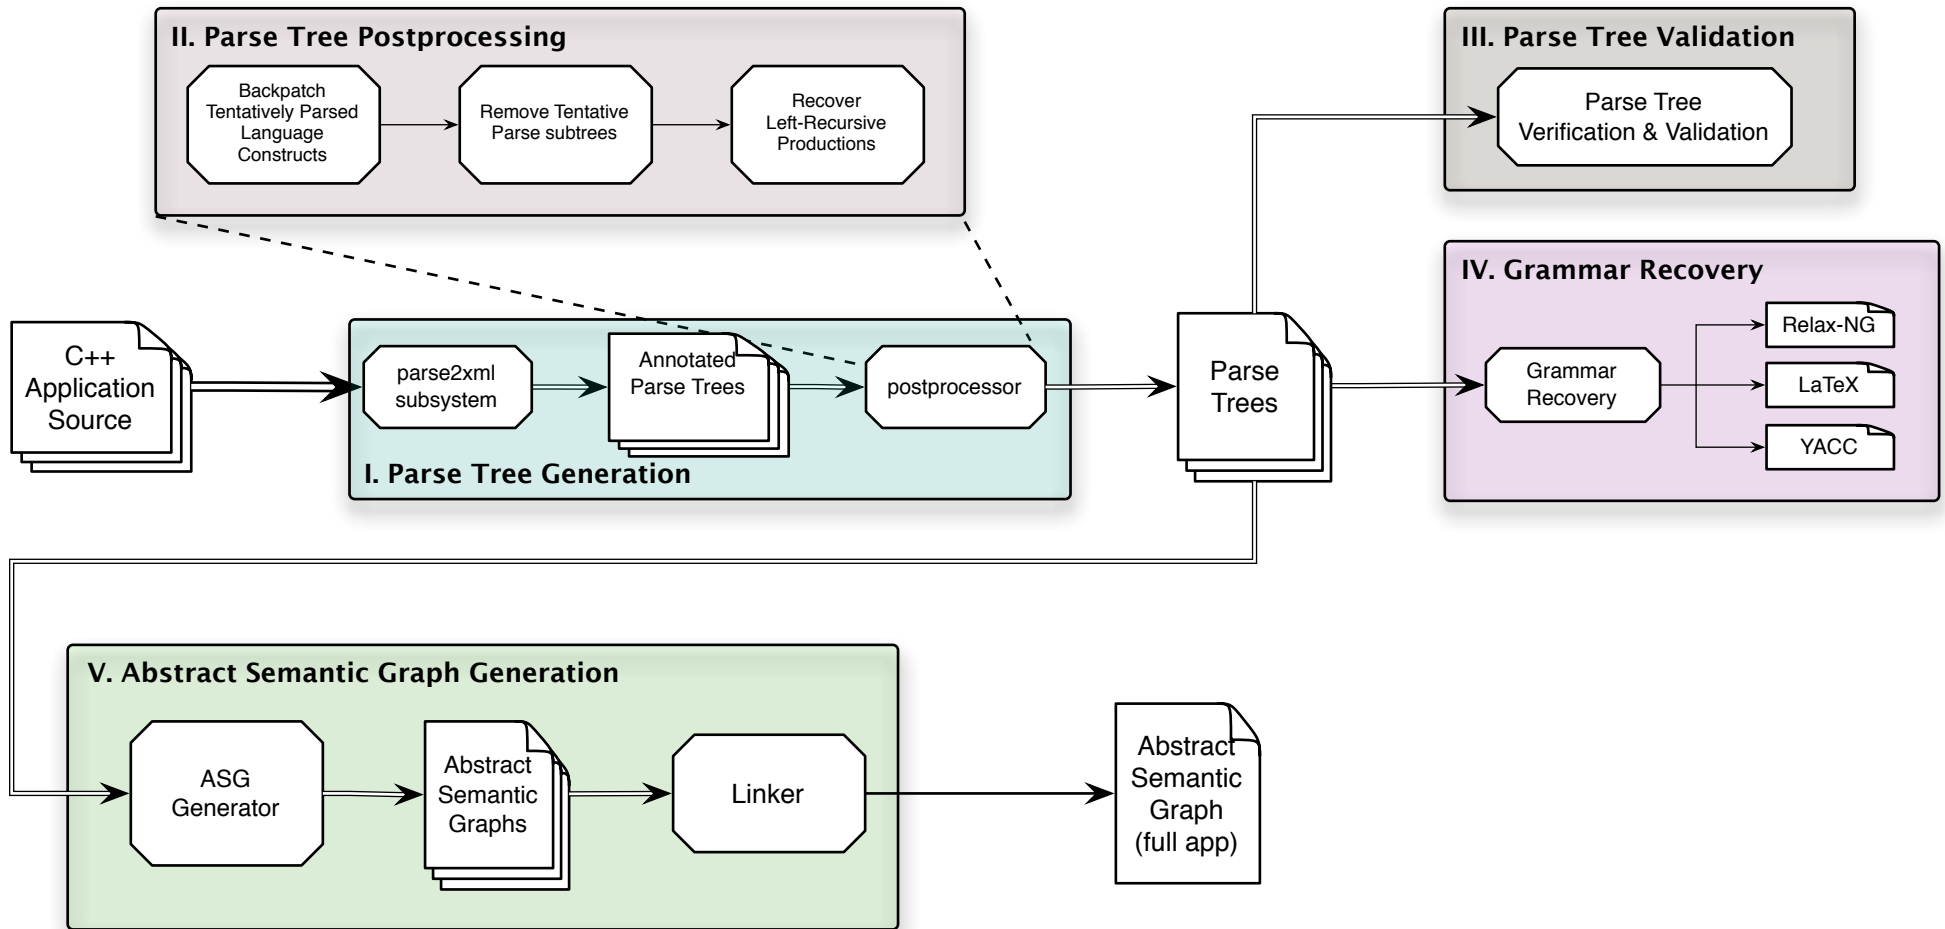 II. Parse Tree Postprocessing
Backpatch
Tentatively Parsed
Language
Constructs
Remove Tentative
Parse subtrees
Recover
Left-Recursive
Productions
III. Parse Tree Validation
Parse Tree
Verification & Validation
C++
Application
Source
parse2xml
subsystem
Annotated
Parse Trees
postprocessor
I. Parse Tree Generation
Parse
Trees
IV. Grammar Recovery
Grammar
Recovery
Relax-NG
LaTeX
YACC
V. Abstract Semantic Graph Generation
ASG
Generator
Abstract
Semantic
Graphs
Linker
Abstract
Semantic
Graph
(full app)